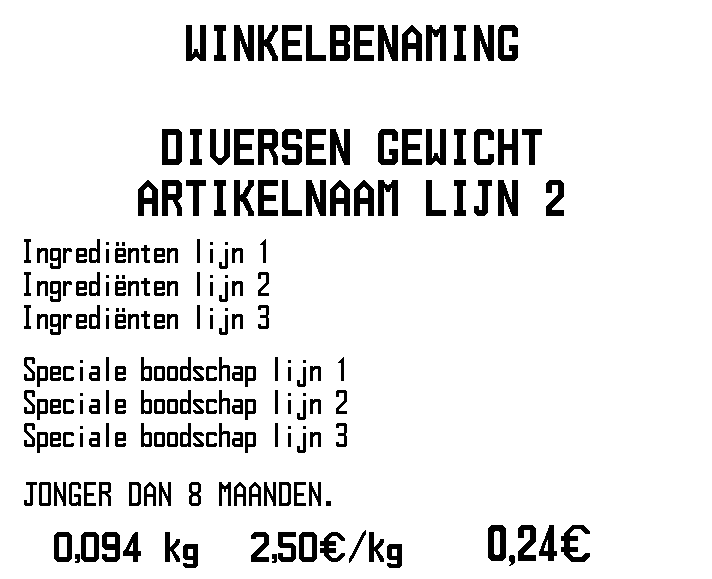 WINKELBENAMING
DIVERSEN GEWICHT
ARTIKELNAAM LIJN 2
Ingrediënten lijn 1
Ingrediënten lijn 2
Ingrediënten lijn 3
Speciale boodschap lijn 1
Speciale boodschap lijn 2
Speciale boodschap lijn 3
JONGER DAN 8 MAANDEN.
0,094 kg 2,50€/kg 0,24€